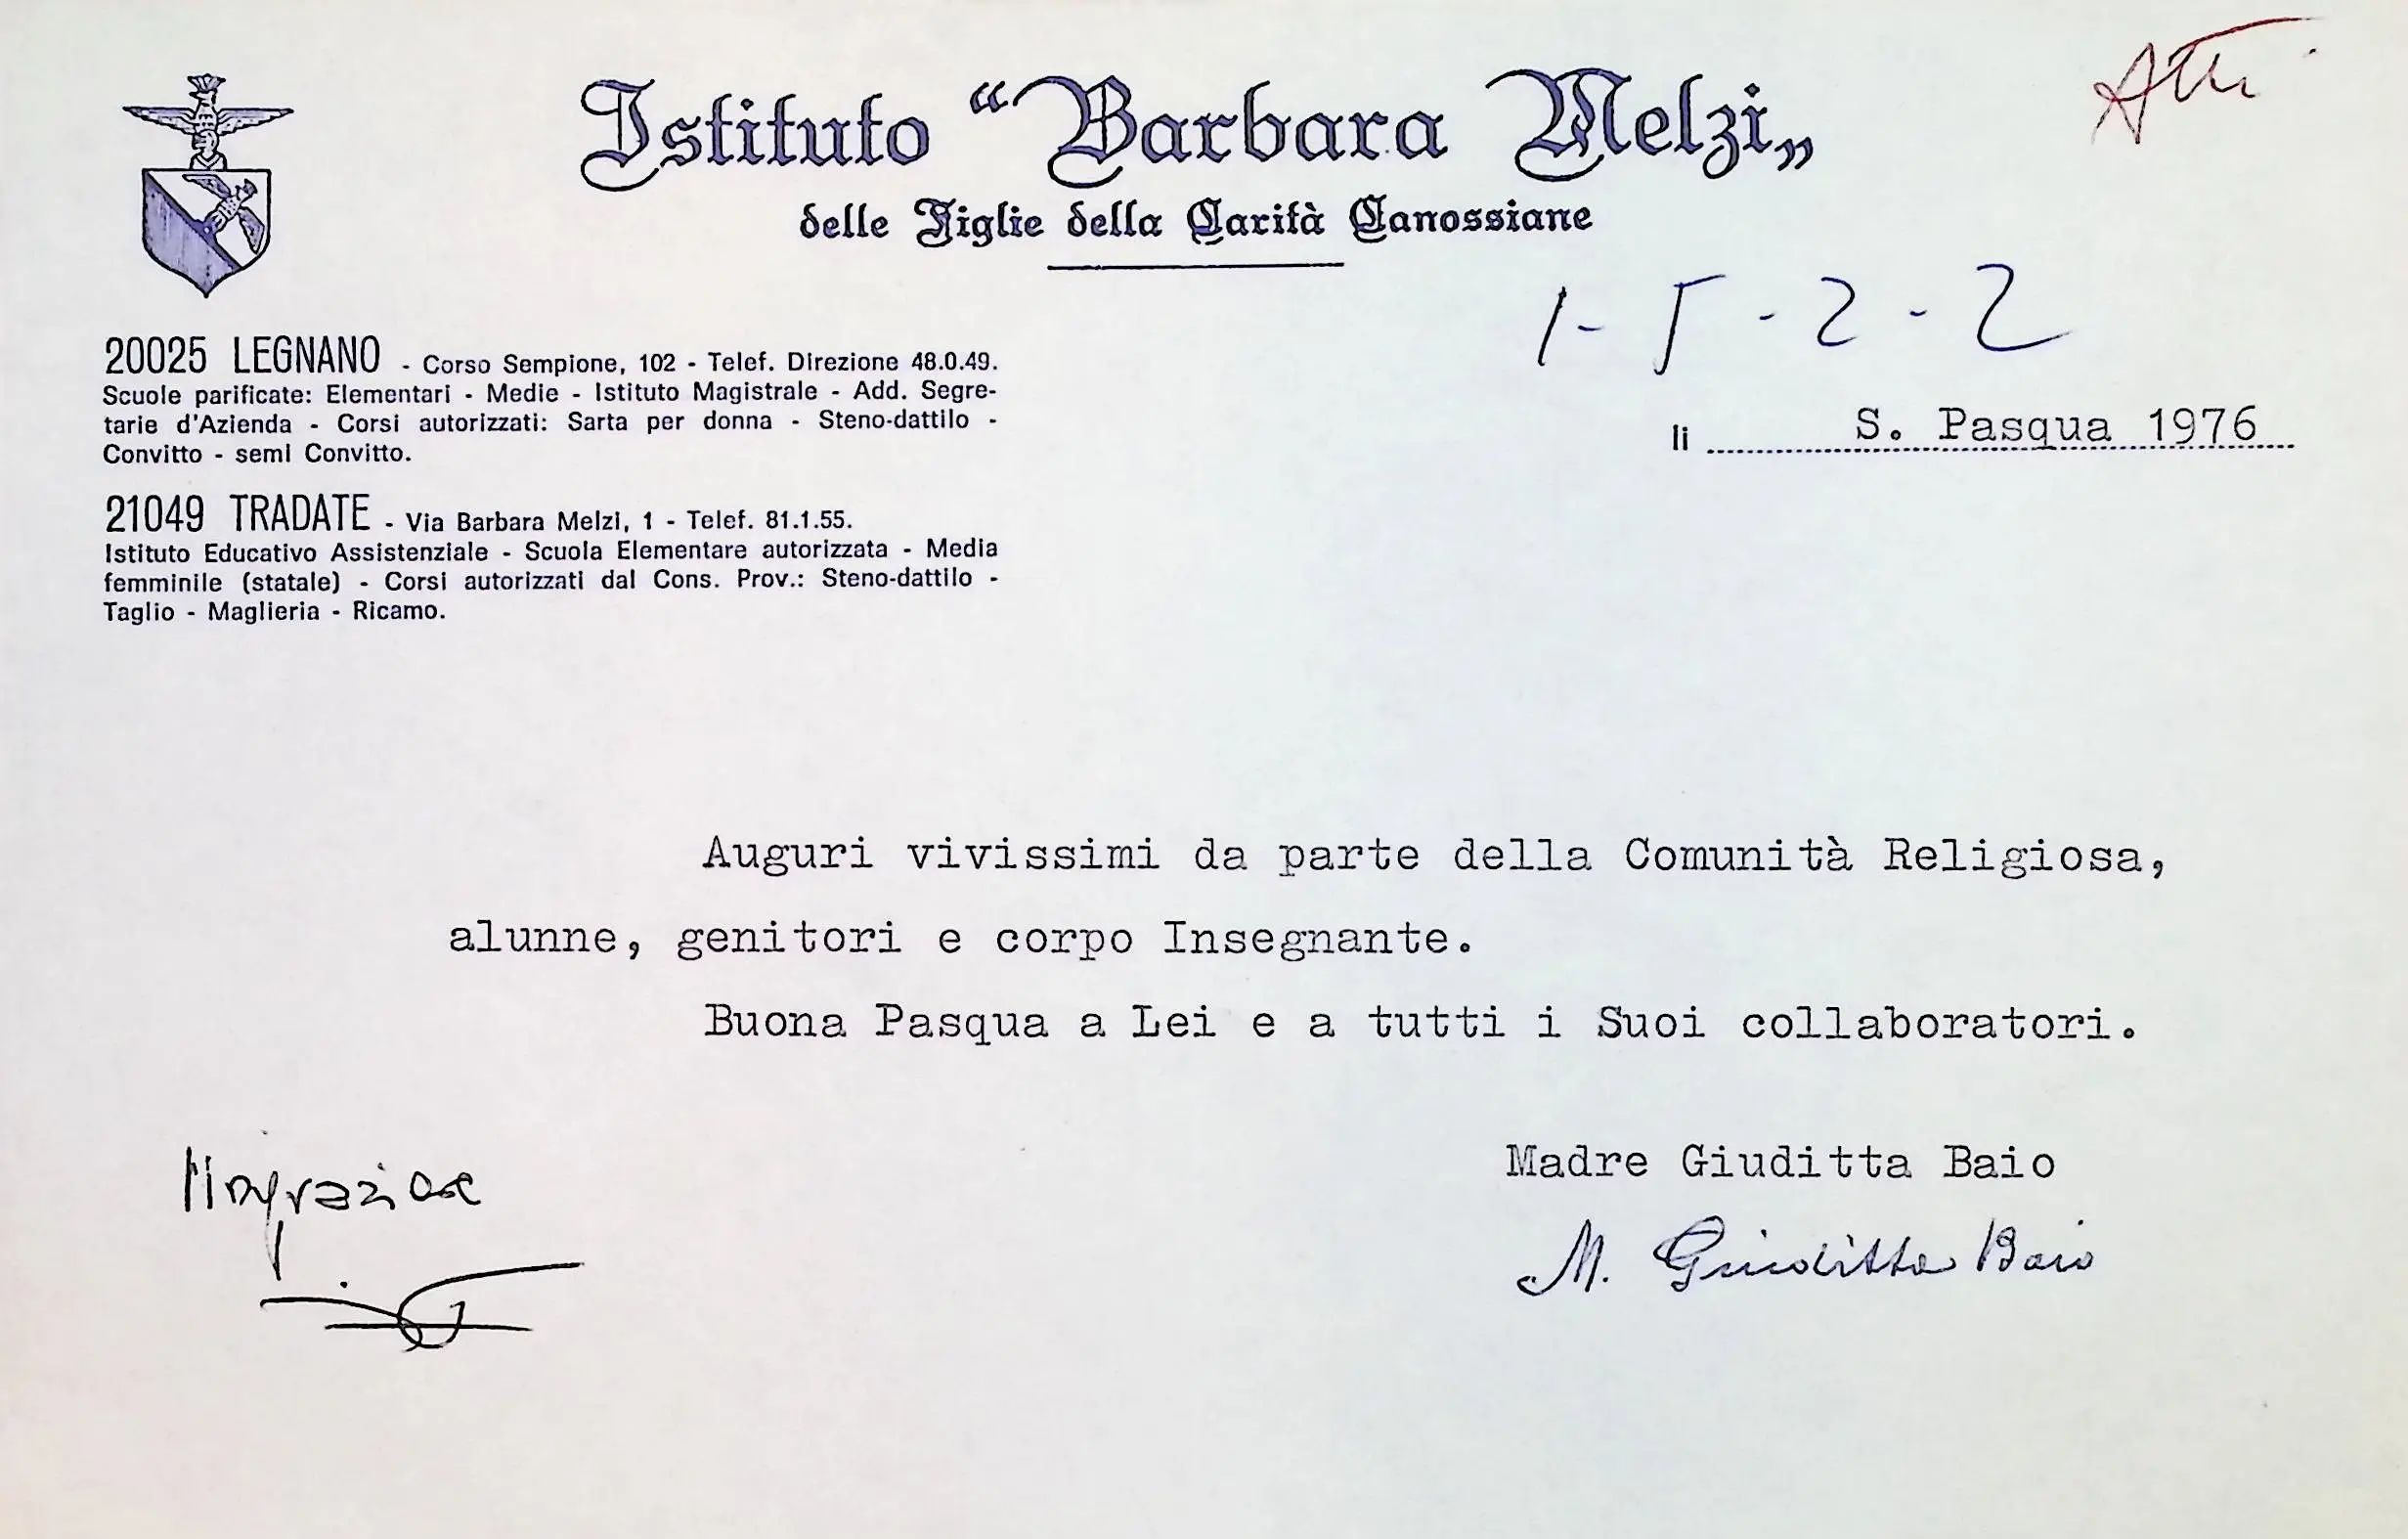 Atti
Istituto “Barbara Melzi„
delle Figlie della Carità Canossiane
1-5-2-2
20025 LEGNANO - Corso Sempione, 102 - Telef. Direzione 48.0.49.
Scuole parificate: Elementari - Medie - Istituto Magistrale - Add. Segre-
tarie d'Azienda - Corsi autorizzati: Sarta per donna - Steno-dattilo -
Convitto - semi Convitto.
li S. Pasqua 1976
21049 TRADATE - Via Barbara Melzi, 1 - Telef. 81.1.55.
Istituto Educativo Assistenziale - Scuola Elementare autorizzata - Media
femminile (statale) - Corsi autorizzati dal Cons. Prov.: Steno-dattilo -
Taglio - Maglieria - Ricamo.
Auguri vivissimi da parte della Comunità Religiosa,
alunne, genitori e corpo Insegnante.
Buona Pasqua a Lei e a tutti i Suoi collaboratori.
Madre Giuditta Baio
Ringraziare
M. Giuditta Baio